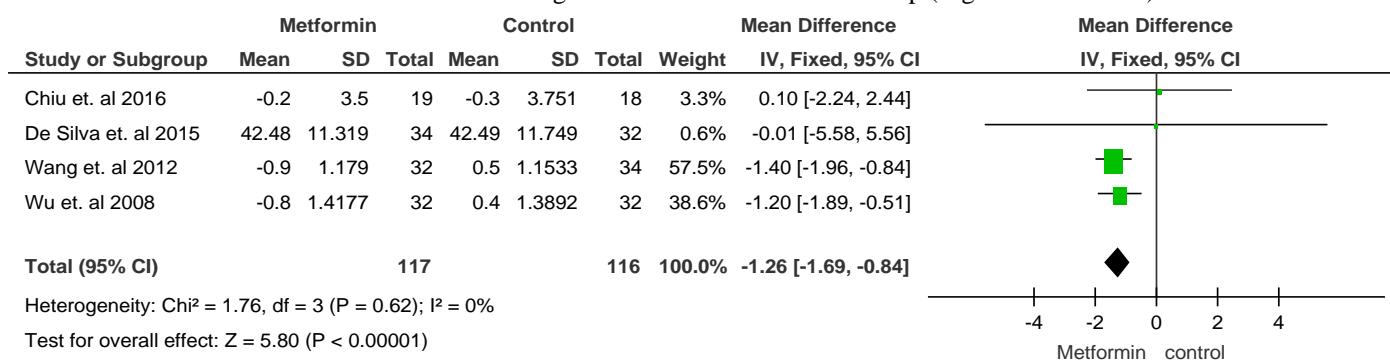 Metformin Control Mean Difference Mean Difference
Study or Subgroup Mean SD Total Mean SD Total Weight IV, Fixed, 95% CI IV, Fixed, 95% CI
Chiu et. al 2016 -0.2 3.5 19 -0.3 3.751 18 3.3% 0.10 [-2.24, 2.44]
De Silva et. al 2015 42.48 11.319 34 42.49 11.749 32 0.6% -0.01 [-5.58, 5.56]
Wang et. al 2012 -0.9 1.179 32 0.5 1.1533 34 57.5% -1.40 [-1.96, -0.84]
Wu et. al 2008 -0.8 1.4177 32 0.4 1.3892 32 38.6% -1.20 [-1.89, -0.51]
Total (95% CI) 117 116 100.0% -1.26 [-1.69, -0.84]
Heterogeneity: Chi² = 1.76, df = 3 (P = 0.62); I² = 0%
Test for overall effect: Z = 5.80 (P < 0.00001)
-4 -2 0 2 4
Metformin control